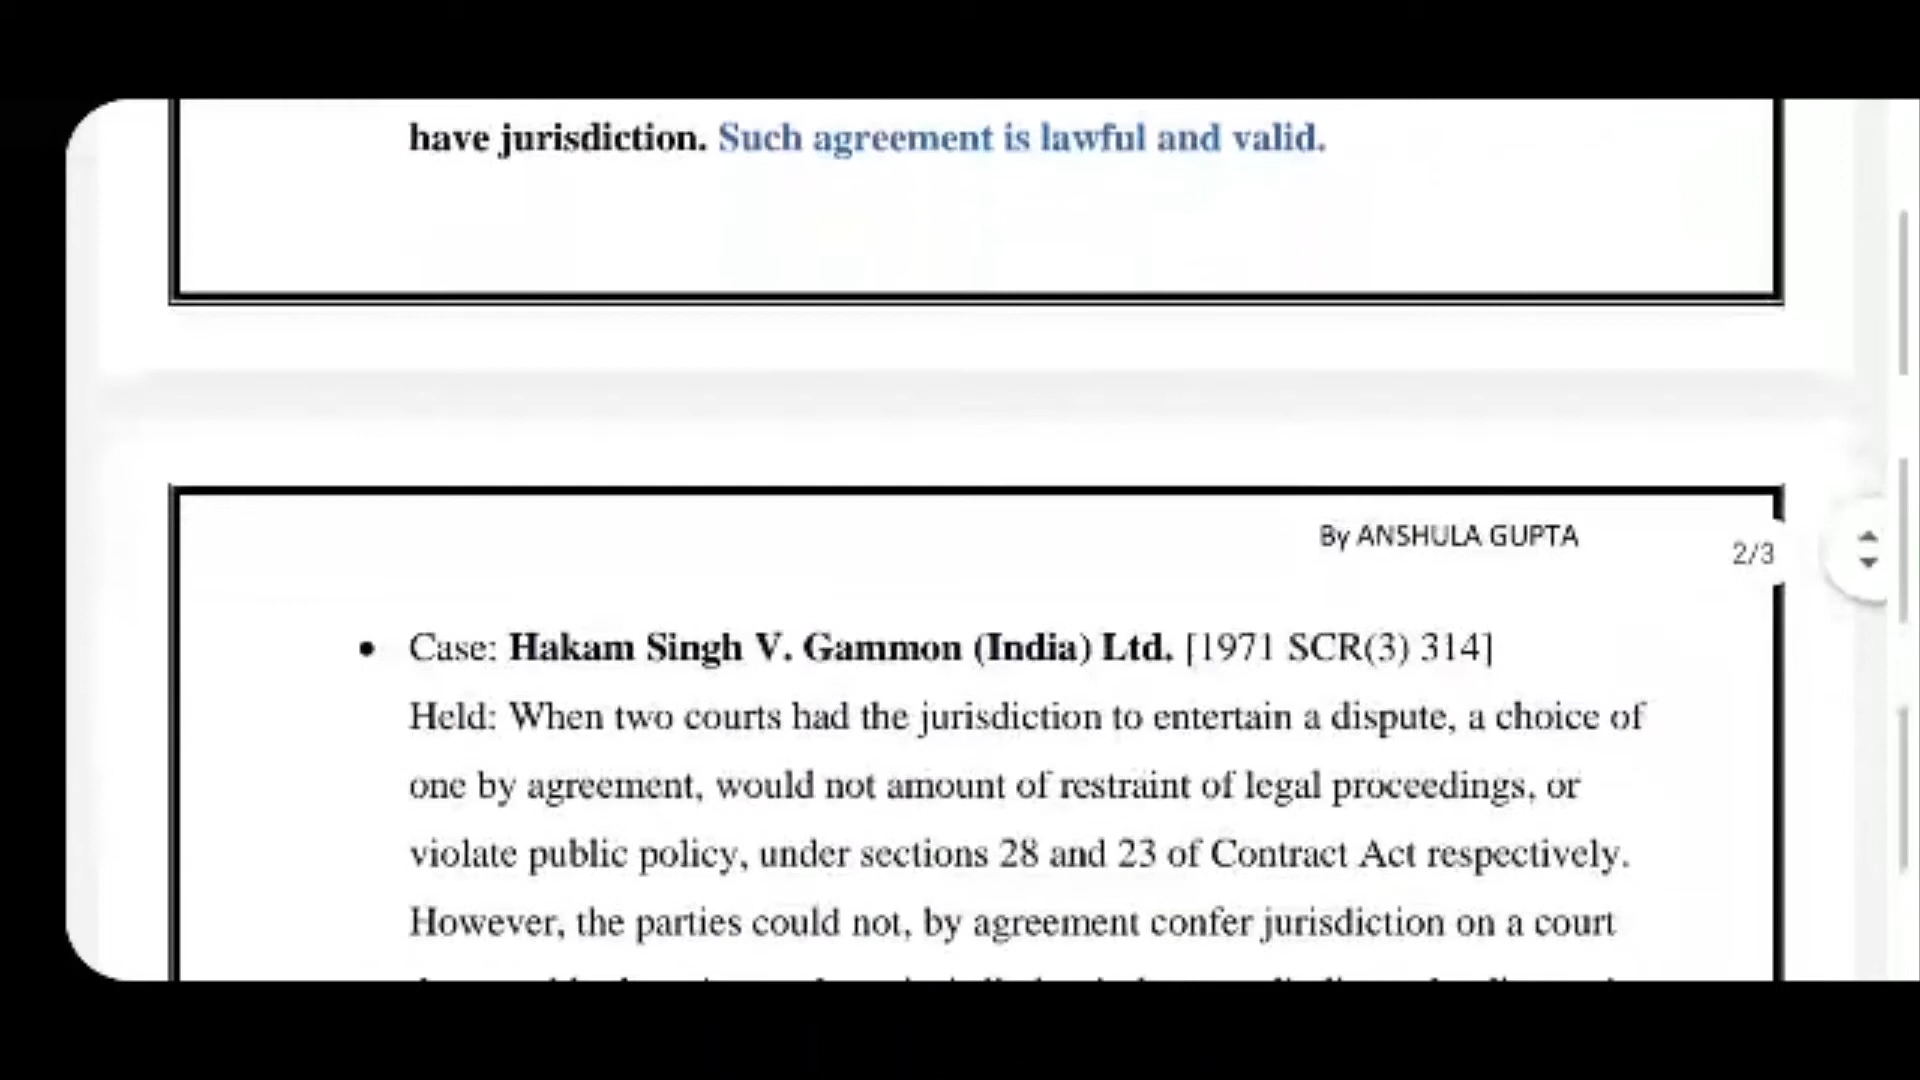 have jurisdiction. Such agreement is lawful and valid.
By ANSHULA GUPTA
2/3
• Case: Hakam Singh V. Gammon (India) Ltd. [1971 SCR(3) 314]
Held: When two courts had the jurisdiction to entertain a dispute, a choice of
one by agreement, would not amount of restraint of legal proceedings, or
violate public policy, under sections 28 and 23 of Contract Act respectively.
However, the parties could not, by agreement confer jurisdiction on a court